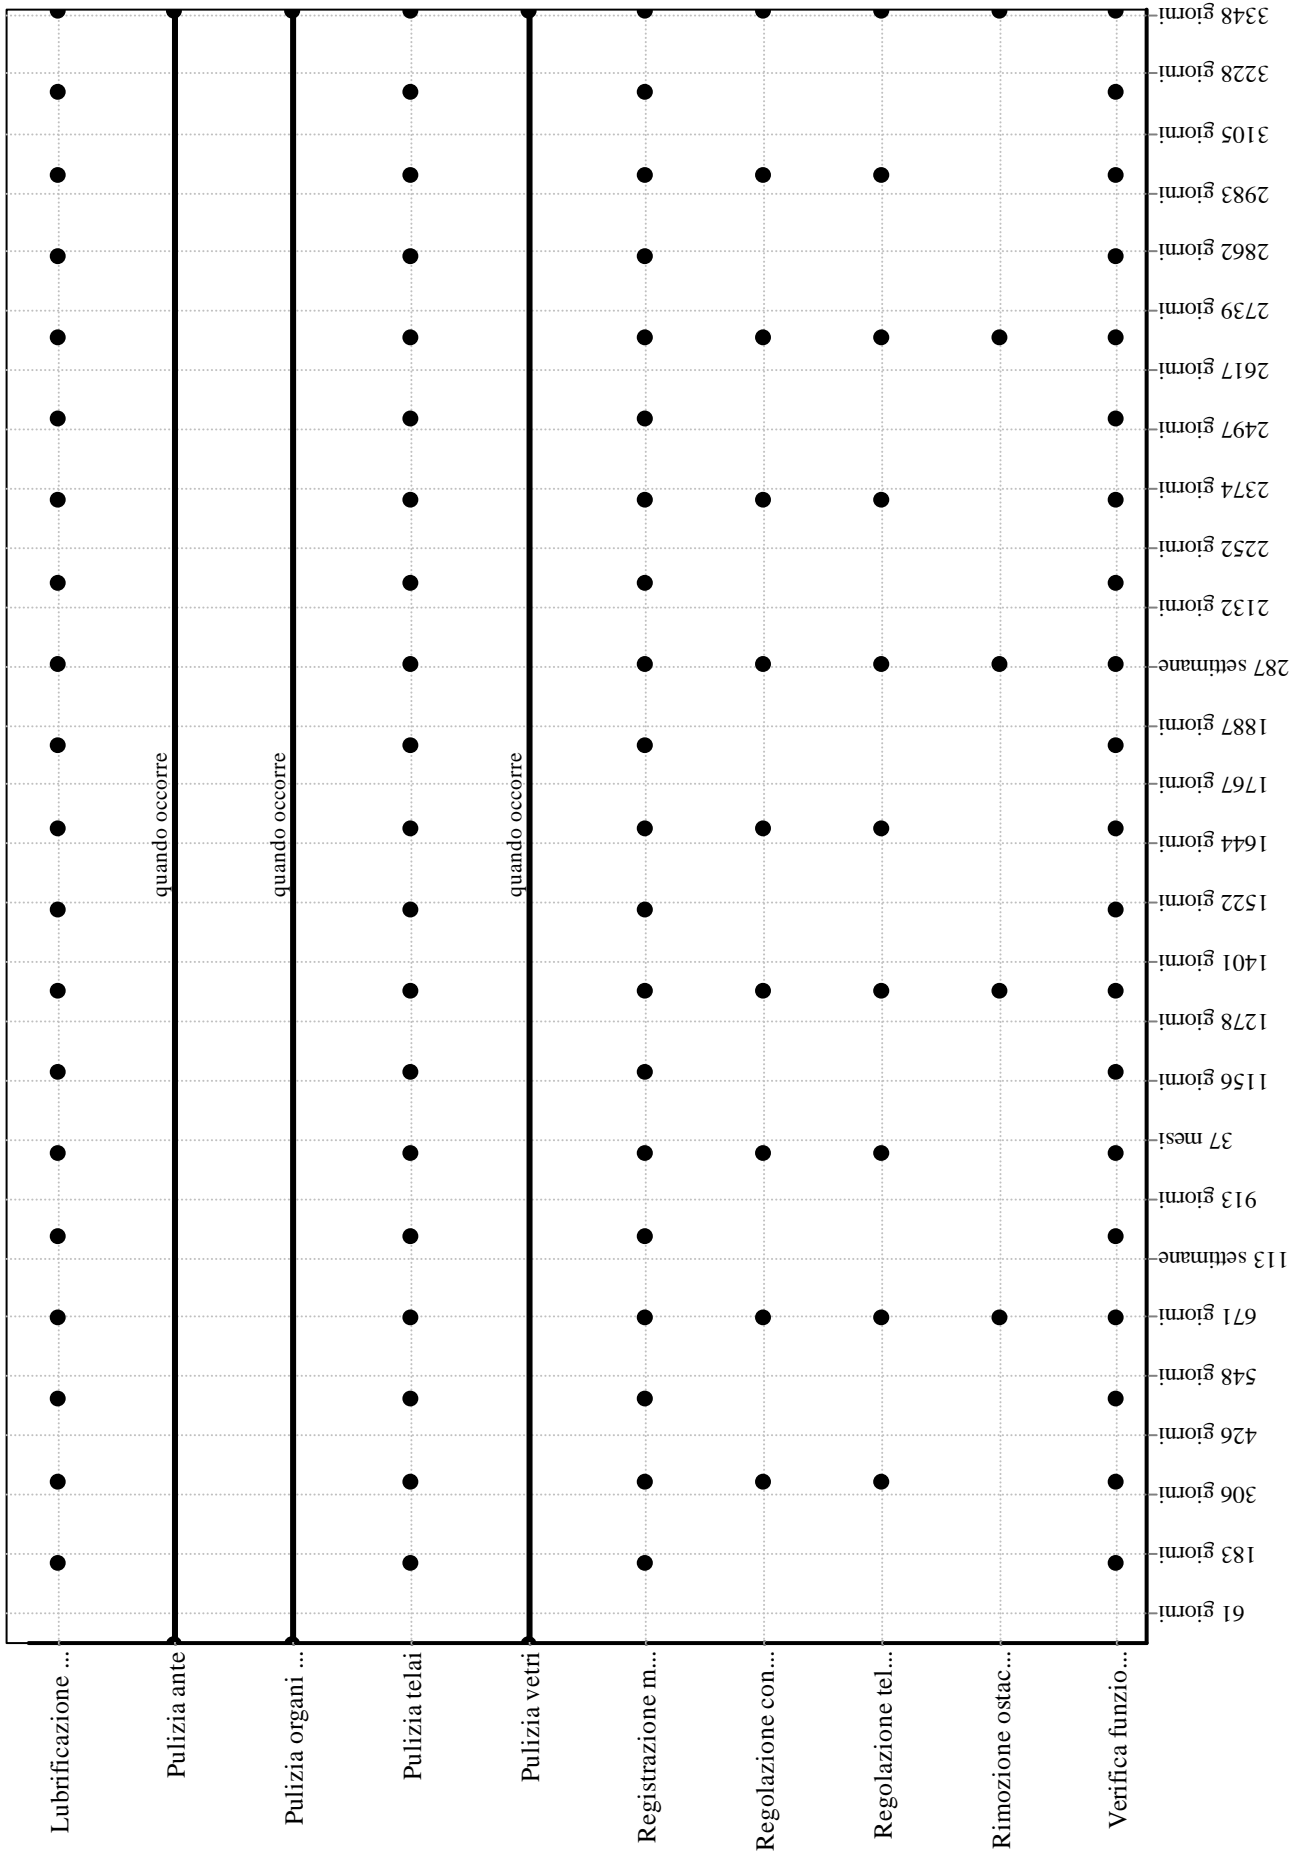 3348 giorni
3228 giorni
3105 giorni
2983 giorni
2862 giorni
2739 giorni
2617 giorni
2497 giorni
2374 giorni
2252 giorni
2132 giorni
287 settimane
1887 giorni
1767 giorni
1644 giorni
1522 giorni
1401 giorni
1278 giorni
1156 giorni
37 mesi
913 giorni
113 settimane
671 giorni
548 giorni
426 giorni
306 giorni
183 giorni
61 giorni
quando occorre
quando occorre
quando occorre
Lubrificazione ...
Pulizia ante
Pulizia organi ...
Pulizia telai
Pulizia vetri
Registrazione m...
Regolazione con...
Regolazione tel...
Rimozione ostac...
Verifica funzio...